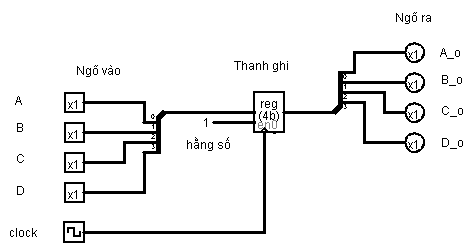 Ngõ ra
A_o
x1
Ngõ vào
Thanh ghi
B_o
x1
A
x1
0
1
2
3
reg
(4b)
en0
1
hằng số
0
1
2
3
C_o
x1
B
x1
C
x1
D_o
x1
D
x1
clock